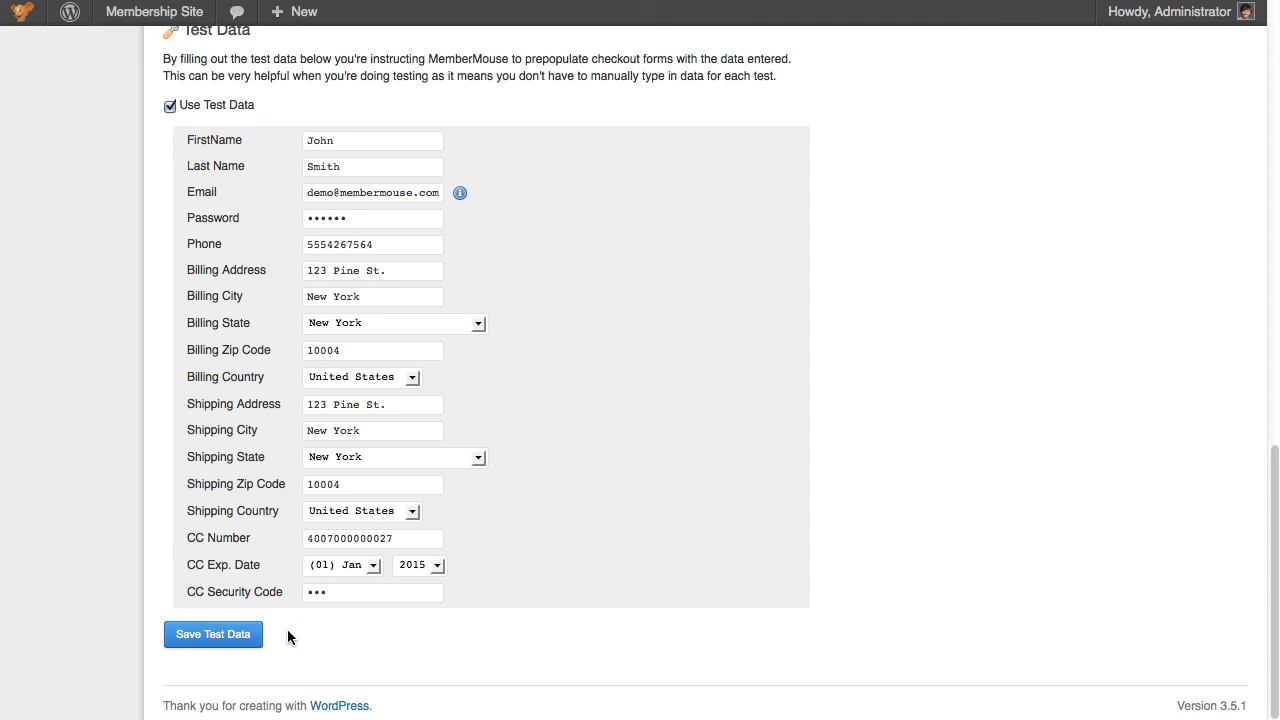 Membership Site New Howdy, Administrator
Test Data
By filling out the test data below you're instructing MemberMouse to prepopulate checkout forms with the data entered.
This can be very helpful when you're doing testing as it means you don't have to manually type in data for each test.
Use Test Data
FirstName John
Last Name Smith
Email demo@membermouse.com
Password ••••••
Phone 5554267564
Billing Address 123 Pine St.
Billing City New York
Billing State New York
Billing Zip Code 10004
Billing Country United States
Shipping Address 123 Pine St.
Shipping City New York
Shipping State New York
Shipping Zip Code 10004
Shipping Country United States
CC Number 4007000000027
CC Exp. Date (01) Jan 2015
CC Security Code •••
Save Test Data
Thank you for creating with WordPress. Version 3.5.1